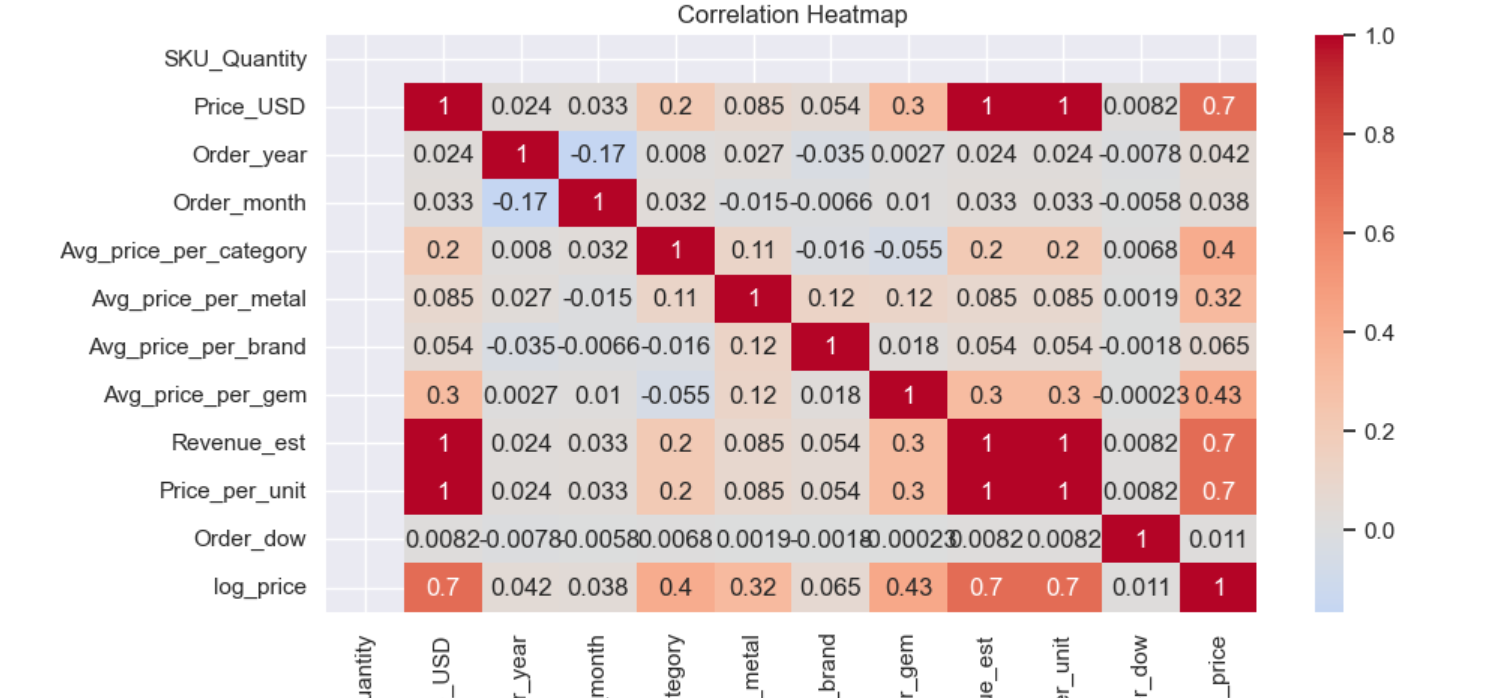 Correlation Heatmap
SKU_Quantity
Price_USD 1 0.024 0.033 0.2 0.085 0.054 0.3 1 1 0.0082 0.7
Order_year 0.024 1 -0.17 0.008 0.027 -0.035 0.0027 0.024 0.024 -0.0078 0.042
Order_month 0.033 -0.17 1 0.032 -0.015 -0.0066 0.01 0.033 0.033 -0.0058 0.038
Avg_price_per_category 0.2 0.008 0.032 1 0.11 -0.016 -0.055 0.2 0.2 0.0068 0.4
Avg_price_per_metal 0.085 0.027 -0.015 0.11 1 0.12 0.12 0.085 0.085 0.0019 0.32
Avg_price_per_brand 0.054 -0.035 -0.0066 -0.016 0.12 1 0.018 0.054 0.054 -0.0018 0.065
Avg_price_per_gem 0.3 0.0027 0.01 -0.055 0.12 0.018 1 0.3 0.3 -0.00023 0.43
Revenue_est 1 0.024 0.033 0.2 0.085 0.054 0.3 1 1 0.0082 0.7
Price_per_unit 1 0.024 0.033 0.2 0.085 0.054 0.3 1 1 0.0082 0.7
Order_dow 0.0082 -0.0078 -0.0058 0.0068 0.0019 -0.0018 -0.00023 0.0082 0.0082 1 0.011
log_price 0.7 0.042 0.038 0.4 0.32 0.065 0.43 0.7 0.7 0.011 1
uantity _USD r_year month tegory _metal brand r_gem ue_est er_unit r_dow _price
1.0
0.8
0.6
0.4
0.2
0.0